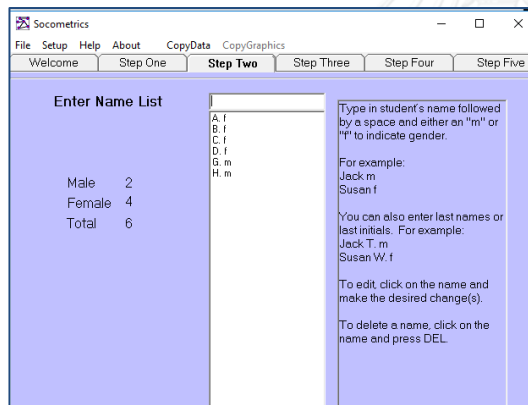 Socometrics
File Setup Help About CopyData CopyGraphics
Welcome Step One Step Two Step Three Step Four Step Five
Enter Name List
Male 2
Female 4
Total 6
A. f
B. f
C. f
D. f
G. m
H. m
Type in student's name followed
by a space and either an "m" or
"f" to indicate gender.
For example:
Jack m
Susan f
You can also enter last names or
last initials. For example:
Jack T. m
Susan W. f
To edit, click on the name and
make the desired change(s).
To delete a name, click on the
name and press DEL.